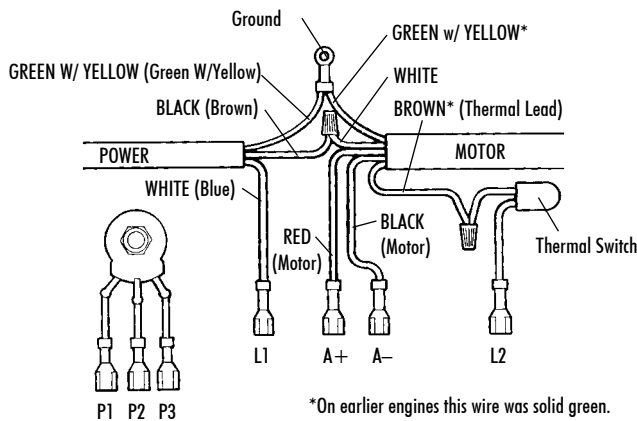 Ground
GREEN w/ YELLOW*
GREEN W/ YELLOW (Green W/Yellow)
WHITE
BLACK (Brown)
BROWN* (Thermal Lead)
POWER
MOTOR
WHITE (Blue)
RED
(Motor)
BLACK
(Motor)
Thermal Switch
L1
A+
A–
L2
P1
P2
P3
*On earlier engines this wire was solid green.